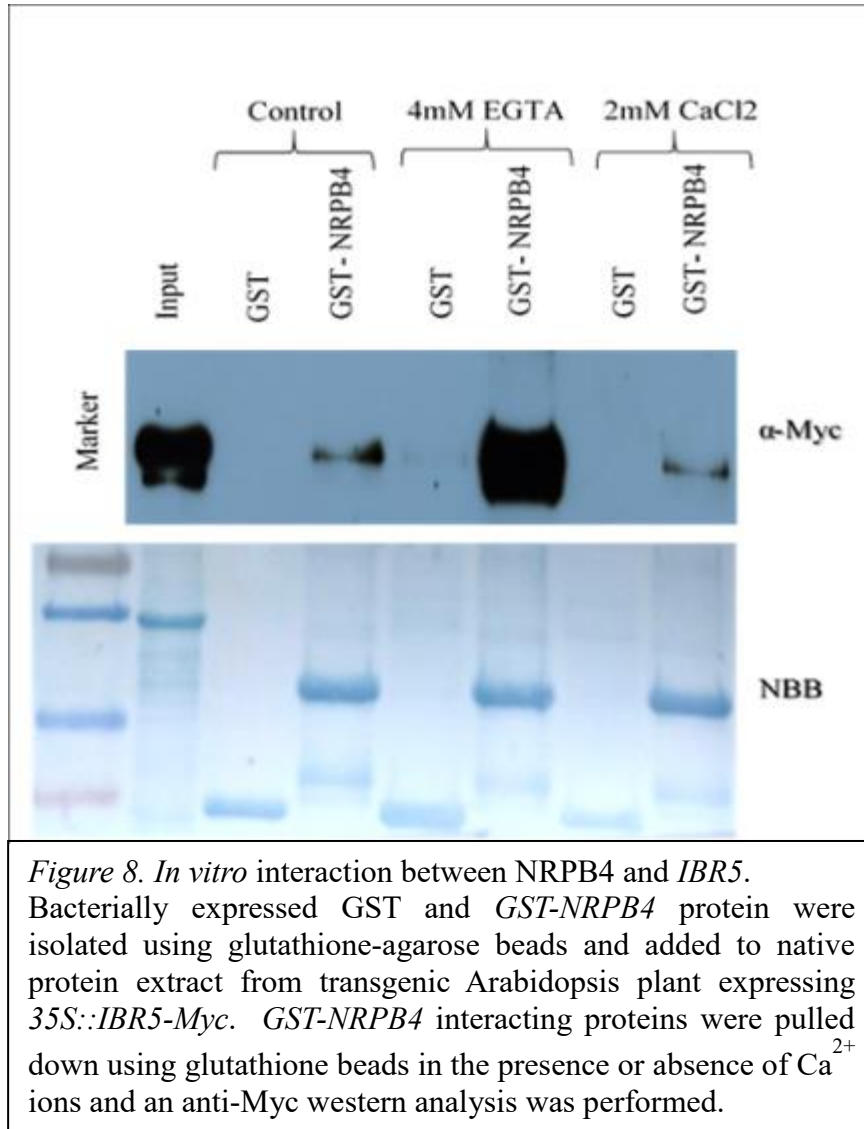 Control 4mM EGTA 2mM CaCl2
Input GST GST- NRPB4 GST GST- NRPB4 GST GST- NRPB4
Marker
α-Myc
NBB
Figure 8. In vitro interaction between NRPB4 and IBR5.
Bacterially expressed GST and GST-NRPB4 protein were
isolated using glutathione-agarose beads and added to native
protein extract from transgenic Arabidopsis plant expressing
35S::IBR5-Myc. GST-NRPB4 interacting proteins were pulled
down using glutathione beads in the presence or absence of Ca2+
ions and an anti-Myc western analysis was performed.